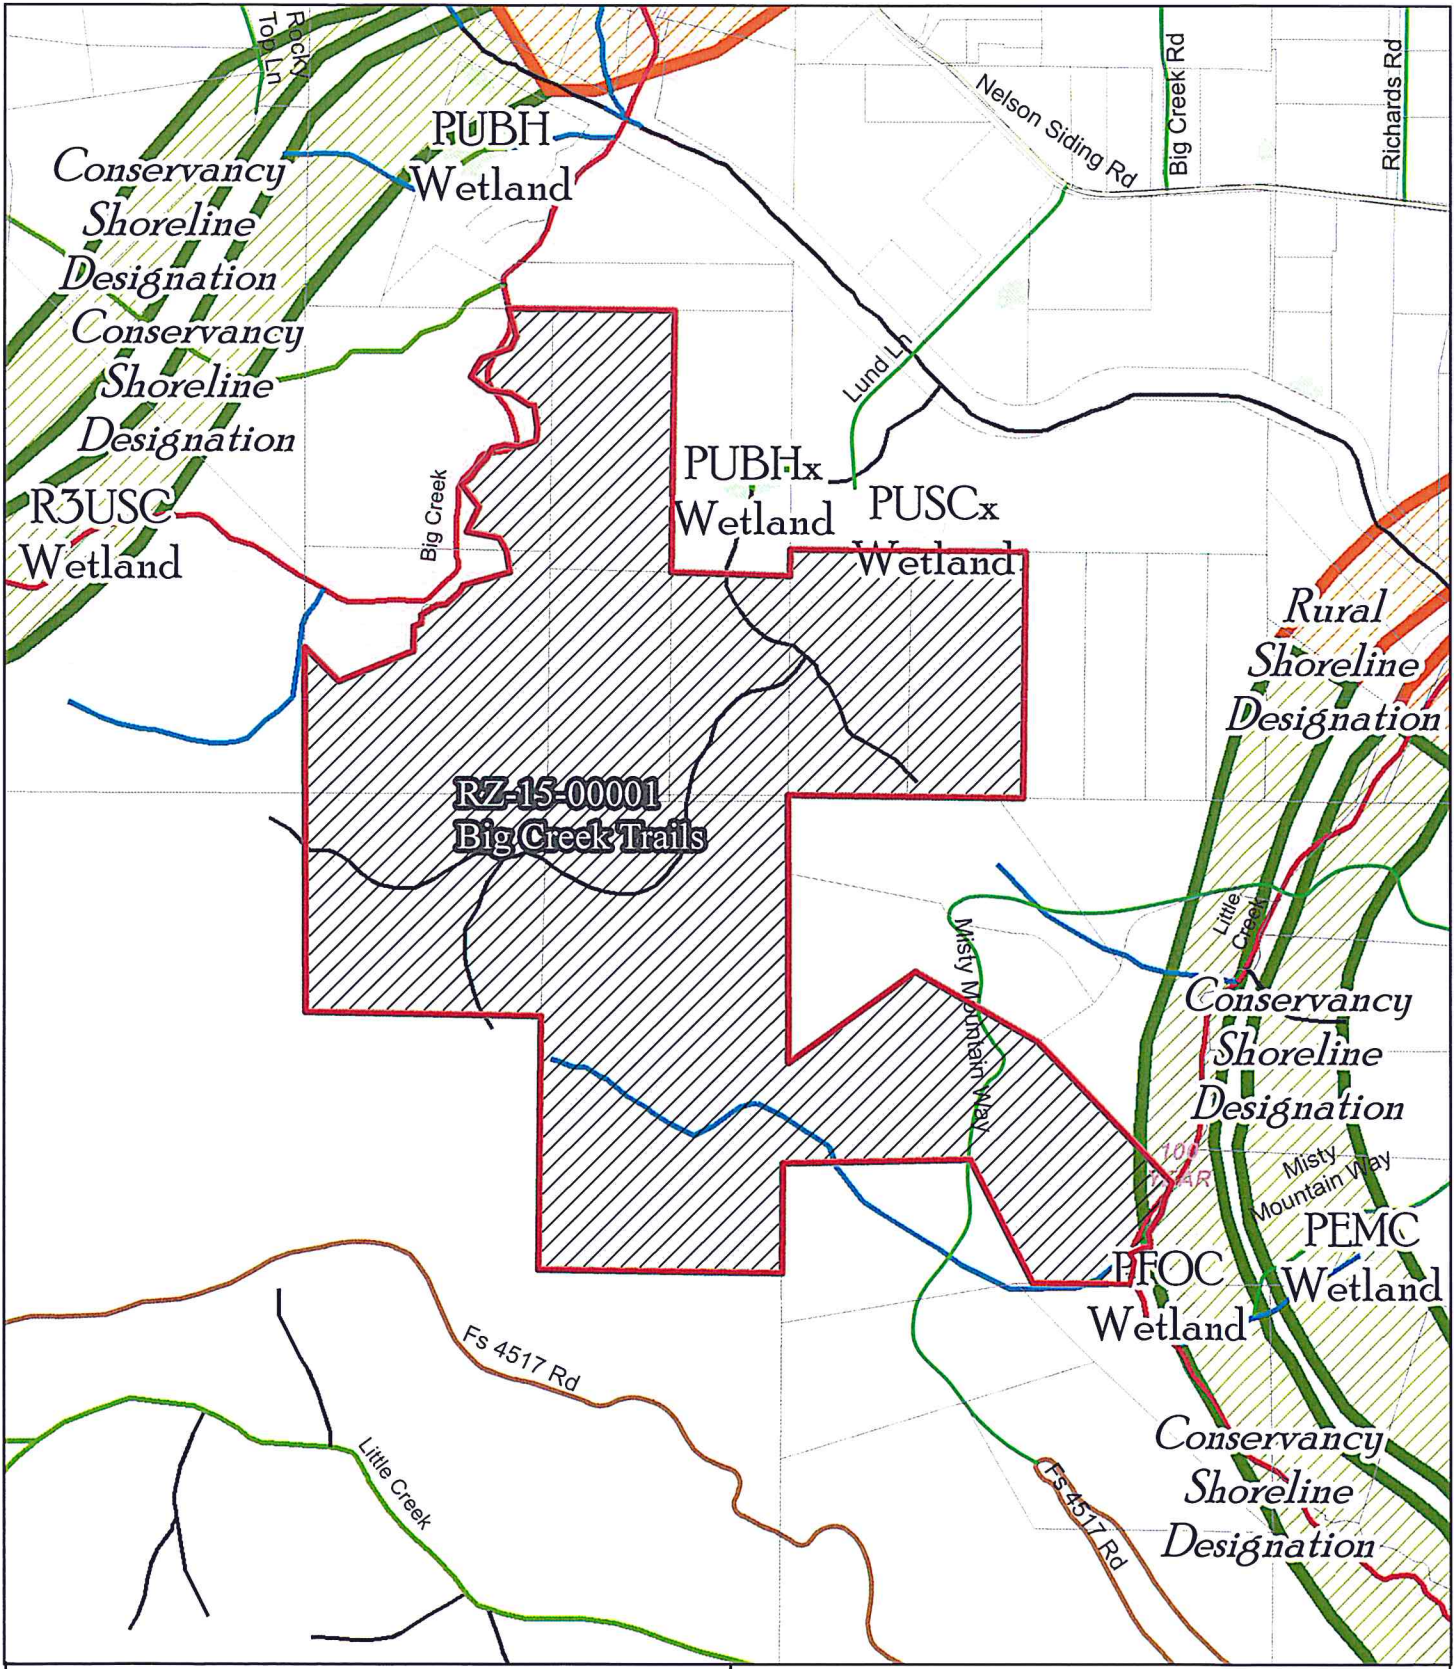 Rocky
Top Ln
PUBH
Wetland
Conservancy
Shoreline
Designation
Conservancy
Shoreline
Designation
Nelson Siding Rd
Big Creek Rd
Richards Rd
Lund Ln
R3USC
Wetland
Big Creek
PUBHx
Wetland
PUSCx
Wetland
Rural
Shoreline
Designation
RZ-15-00001
Big Creek Trails
Misty Mountain Way
Little
Creek
Conservancy
Shoreline
Designation
100
YEAR
Misty
Mountain Way
PEMC
Wetland
PFOC
Wetland
Fs 4517 Rd
Little Creek
Fs 4517 Rd
Conservancy
Shoreline
Designation